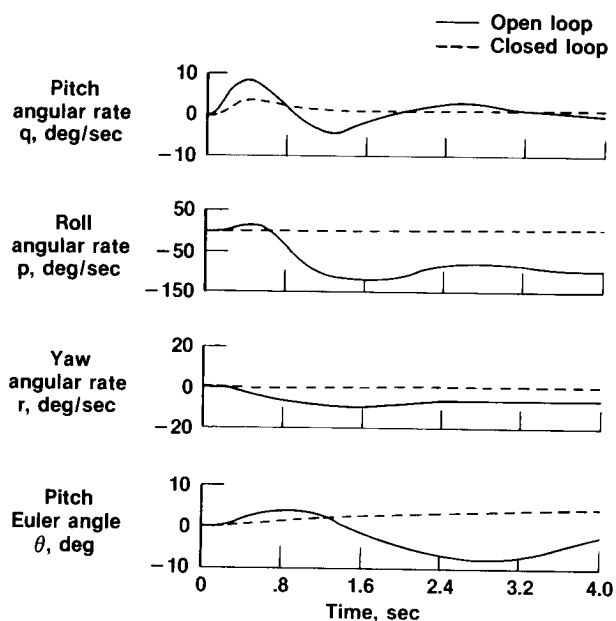 Open loop
Closed loop
Pitch
angular rate
q, deg/sec
10
0
−10
Roll
angular rate
p, deg/sec
50
−50
−150
Yaw
angular rate
r, deg/sec
20
0
−20
Pitch
Euler angle
θ, deg
10
0
−10
0 .8 1.6 2.4 3.2 4.0
Time, sec